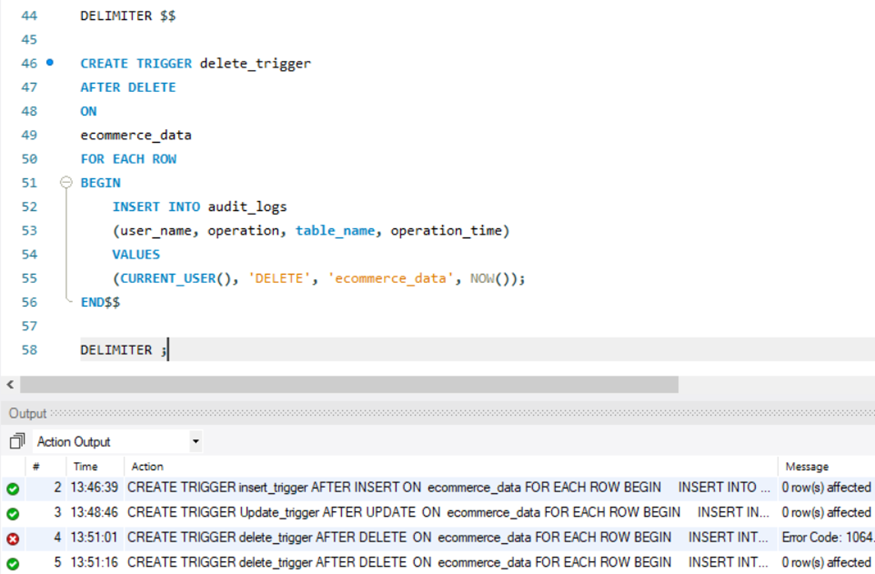 44 DELIMITER $$
45
46 CREATE TRIGGER delete_trigger
47 AFTER DELETE
48 ON
49 ecommerce_data
50 FOR EACH ROW
51 BEGIN
52 INSERT INTO audit_logs
53 (user_name, operation, table_name, operation_time)
54 VALUES
55 (CURRENT_USER(), 'DELETE', 'ecommerce_data', NOW());
56 END$$
57
58 DELIMITER ;
Output
Action Output
# Time Action Message
2 13:46:39 CREATE TRIGGER insert_trigger AFTER INSERT ON ecommerce_data FOR EACH ROW BEGIN INSERT INTO ... 0 row(s) affected
3 13:48:46 CREATE TRIGGER Update_trigger AFTER UPDATE ON ecommerce_data FOR EACH ROW BEGIN INSERT IN... 0 row(s) affected
4 13:51:01 CREATE TRIGGER delete_trigger AFTER DELETE ON ecommerce_data FOR EACH ROW BEGIN INSERT INT... Error Code: 1064.
5 13:51:16 CREATE TRIGGER delete_trigger AFTER DELETE ON ecommerce_data FOR EACH ROW BEGIN INSERT INT... 0 row(s) affected